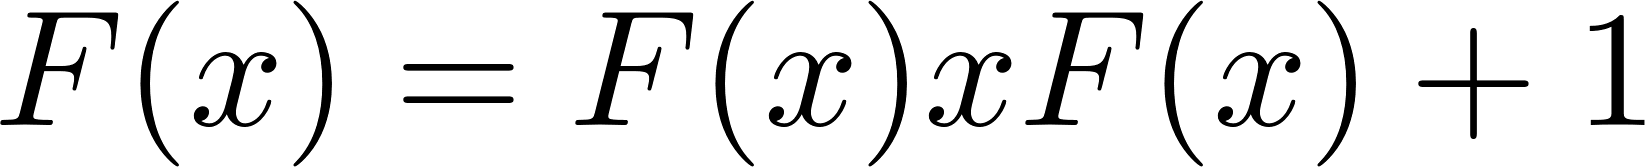 F(x) = F(x)xF(x) + 1